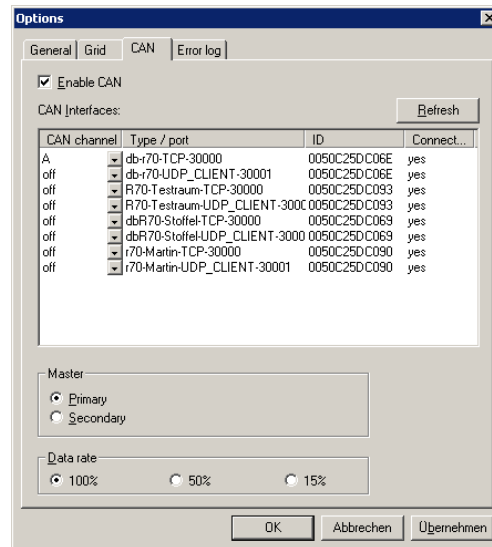 Options
General Grid CAN Error log
Enable CAN
CAN Interfaces: Refresh
CAN channel Type / port ID Connect...
A db-r70-TCP-30000 0050C25DC06E yes
off db-r70-UDP_CLIENT-30001 0050C25DC06E yes
off R70-Testraum-TCP-30000 0050C25DC093 yes
off R70-Testraum-UDP_CLIENT-300C 0050C25DC093 yes
off dbR70-Stoffel-TCP-30000 0050C25DC069 yes
off dbR70-Stoffel-UDP_CLIENT-3000 0050C25DC069 yes
off r70-Martin-TCP-30000 0050C25DC090 yes
off r70-Martin-UDP_CLIENT-30001 0050C25DC090 yes
Master
Primary
Secondary
Data rate
100% 50% 15%
OK Abbrechen Übernehmen